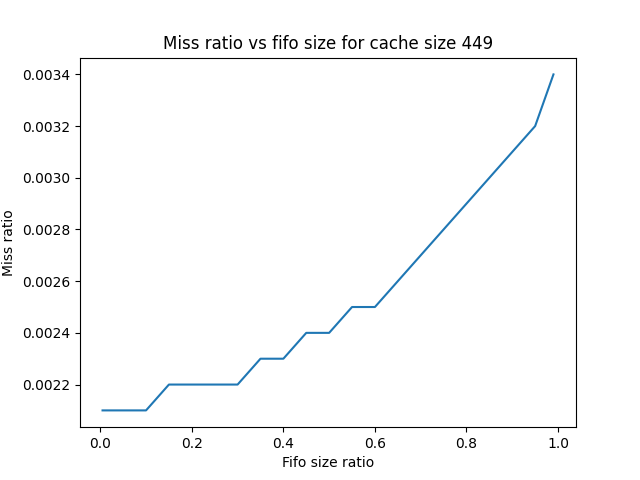 Miss ratio vs fifo size for cache size 449
0.0034
0.0032
0.0030
0.0028
0.0026
0.0024
0.0022
Miss ratio
0.0 0.2 0.4 0.6 0.8 1.0
Fifo size ratio